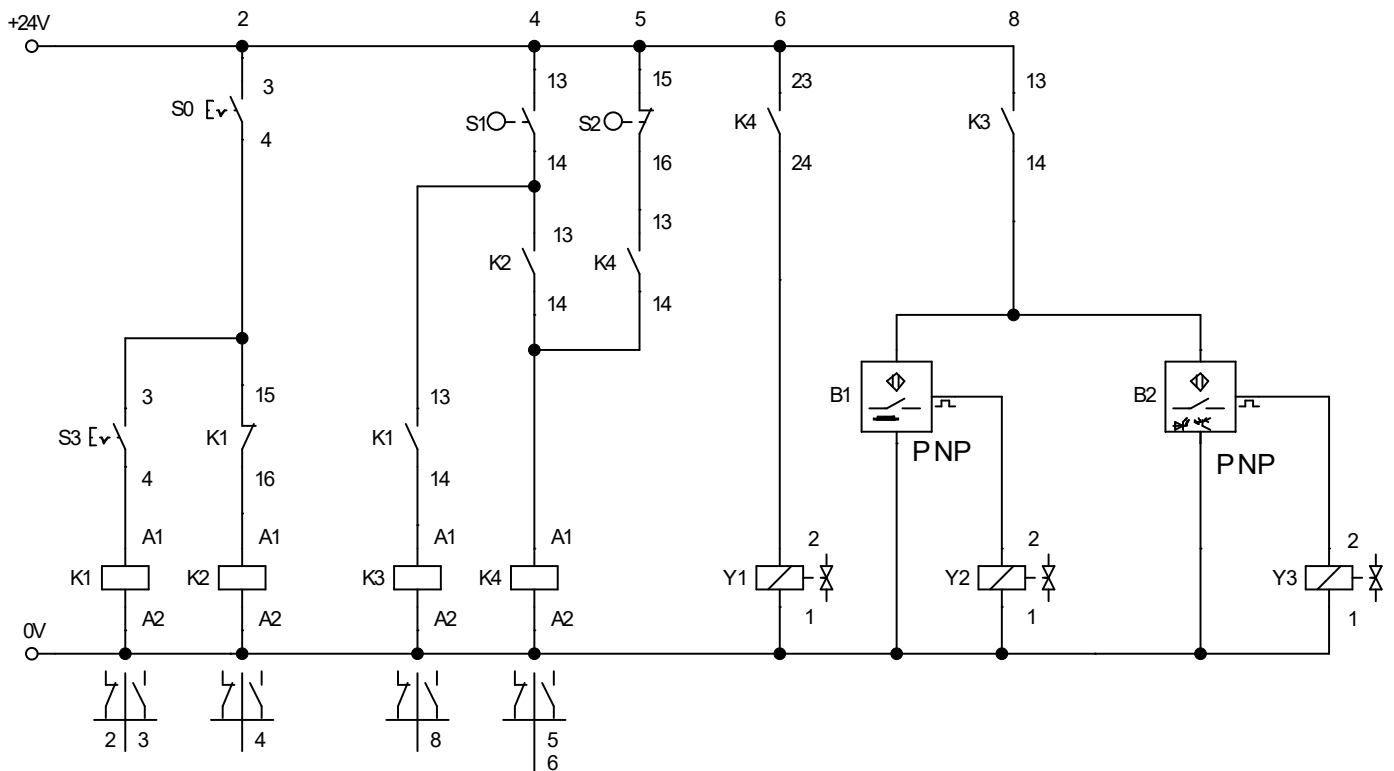 2 4 5 6 8
+24V
3 13 15 23 13
S0 S1 S2 K4 K3
4 14 16 24 14
13 13
K2 K4
14 14
3 15 13
B1 B2
S3 K1 K1
PNP PNP
4 16 14
A1 A1 A1 A1 2 2 2
K1 K2 K3 K4 Y1 Y2 Y3
A2 A2 A2 A2 1 1 1
0V
2 3 4 8 5
6